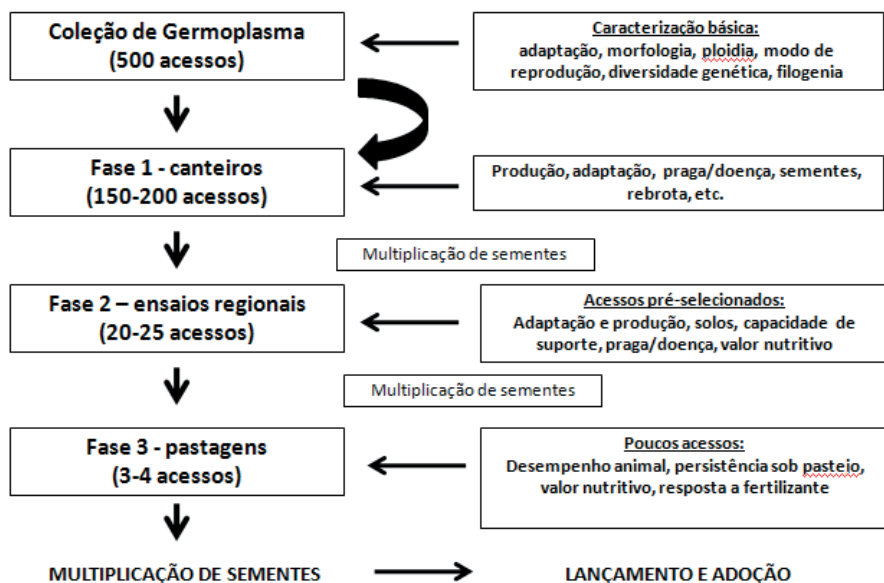 Coleção de Germoplasma
(500 acessos)
Caracterização básica:
adaptação, morfologia, ploidia, modo de
reprodução, diversidade genética, filogenia
Fase 1 - canteiros
(150-200 acessos)
Produção, adaptação, praga/doença, sementes,
rebrota, etc.
Multiplicação de sementes
Fase 2 – ensaios regionais
(20-25 acessos)
Acessos pré-selecionados:
Adaptação e produção, solos, capacidade de
suporte, praga/doença, valor nutritivo
Multiplicação de sementes
Fase 3 - pastagens
(3-4 acessos)
Poucos acessos:
Desempenho animal, persistência sob pasteio,
valor nutritivo, resposta a fertilizante
MULTIPLICAÇÃO DE SEMENTES
LANÇAMENTO E ADOÇÃO